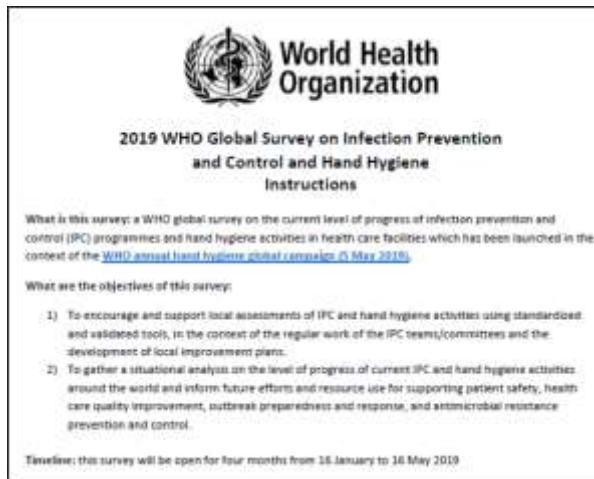 World Health
Organization
2019 WHO Global Survey on Infection Prevention
and Control and Hand Hygiene
Instructions
What is this survey: a WHO global survey on the current level of progress of infection prevention and
control (IPC) programmes and hand hygiene activities in health care facilities which has been launched in the
context of the WHO annual hand hygiene global campaign (5 May 2019).
What are the objectives of this survey:
1) To encourage and support local assessments of IPC and hand hygiene activities using standardized
and validated tools, in the context of the regular work of the IPC teams/committees and the
development of local improvement plans.
2) To gather a situational analysis on the level of progress of current IPC and hand hygiene activities
around the world and inform future efforts and resource use for supporting patient safety, health
care quality improvement, outbreak preparedness and response, and antimicrobial resistance
prevention and control.
Timeline: this survey will be open for four months from 16 January to 16 May 2019